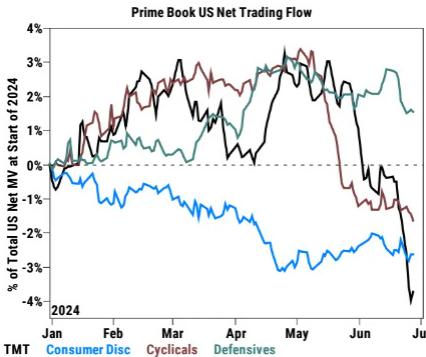 Prime Book US Net Trading Flow
% of Total US Net MV at Start of 2024
4%
3%
2%
1%
0%
-1%
-2%
-3%
-4%
2024
Jan Feb Mar Apr May Jun Ju
TMT Consumer Disc Cyclicals Defensives